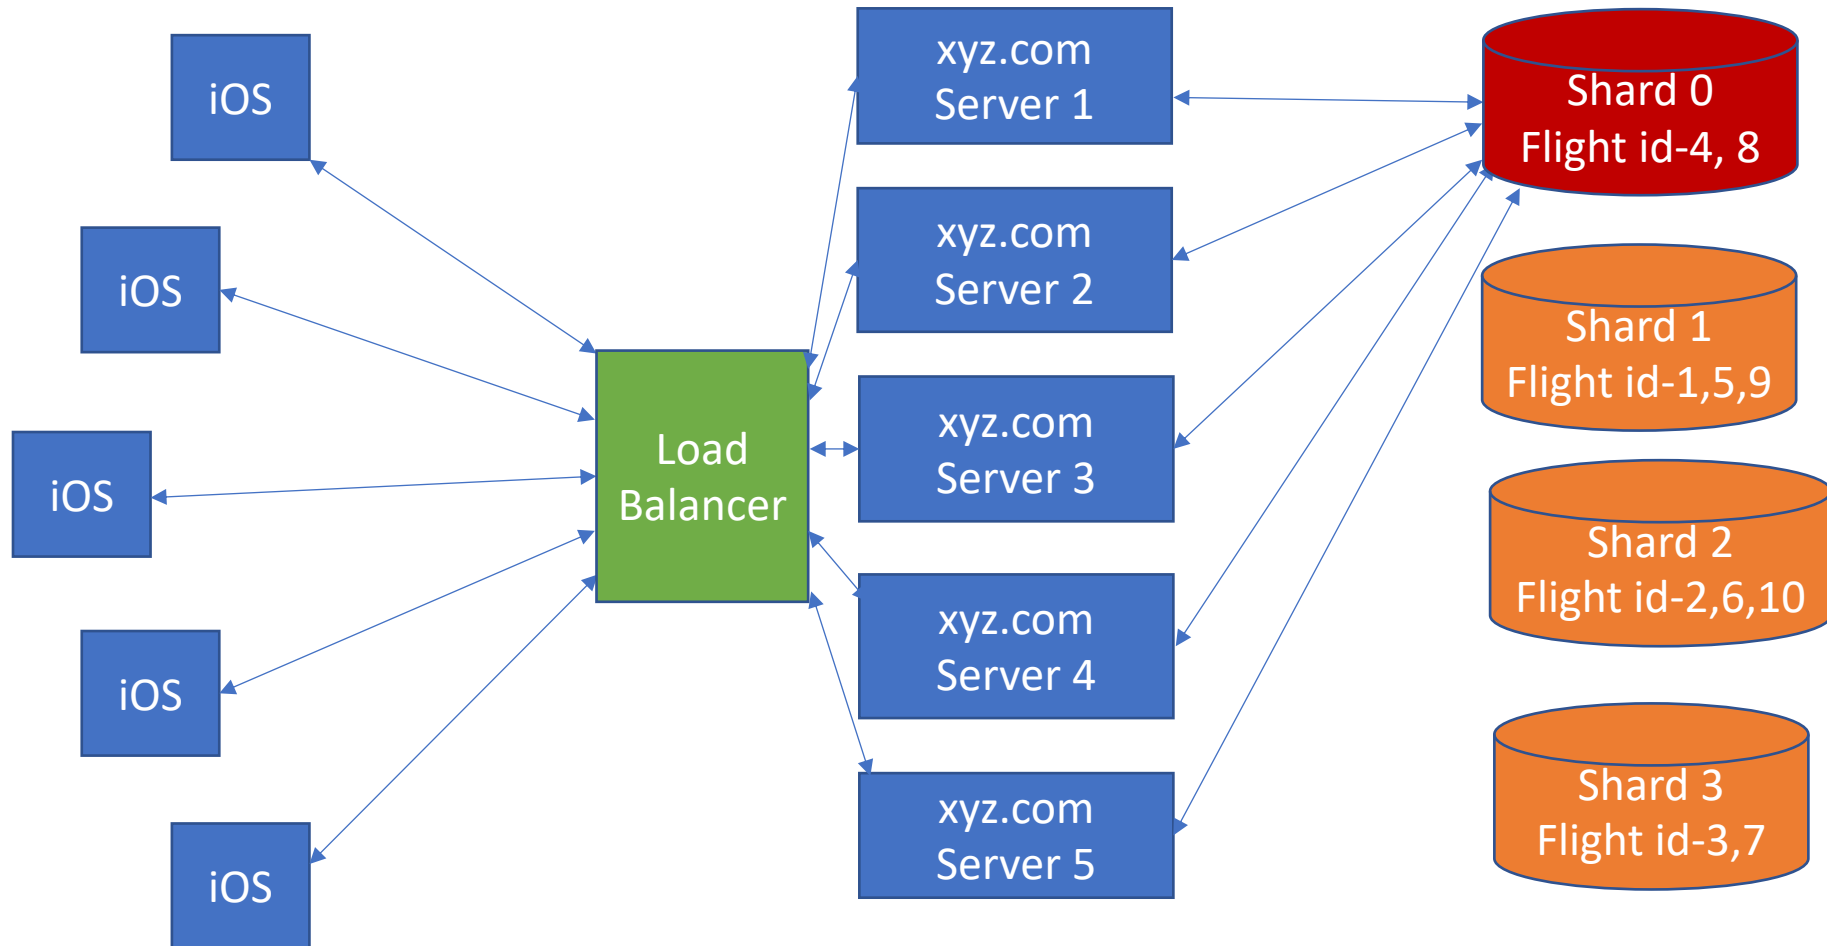 iOS
iOS
iOS
iOS
iOS
Load
Balancer
xyz.com
Server 1
xyz.com
Server 2
xyz.com
Server 3
xyz.com
Server 4
xyz.com
Server 5
Shard 0
Flight id-4, 8
Shard 1
Flight id-1,5,9
Shard 2
Flight id-2,6,10
Shard 3
Flight id-3,7